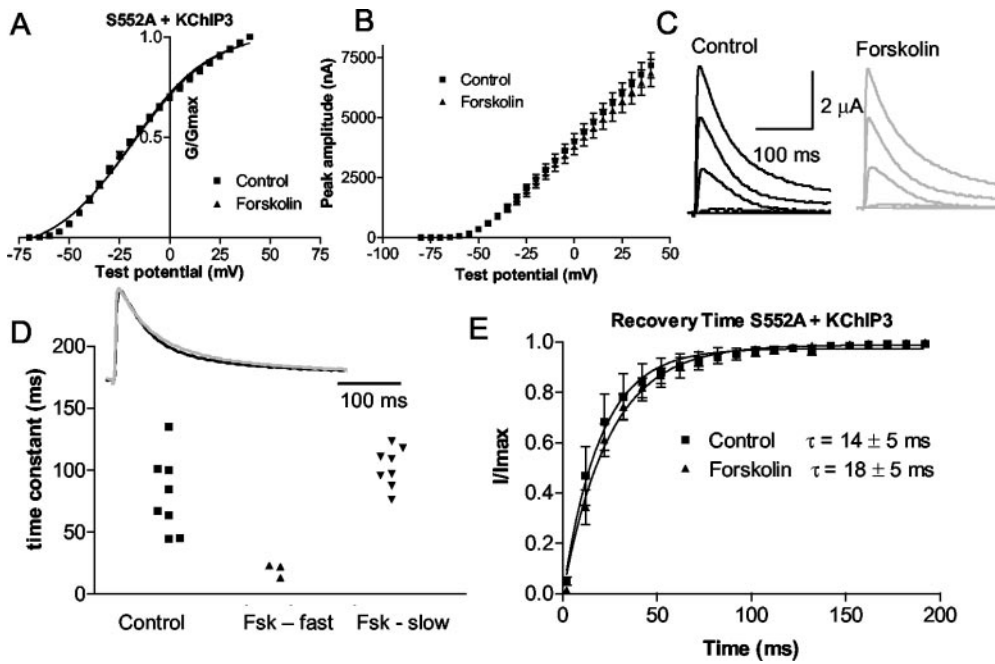 A
S552A + KChIP3
1.0
0.5
G/Gmax
Control
Forskolin
-75 -50 -25 0 25 50 75
Test potential (mV)
B
7500
5000
2500
0
Peak amplitude (nA)
Control
Forskolin
-100 -75 -50 -25 0 25 50
Test potential (mV)
C
Control
Forskolin
2 µA
100 ms
D
200
150
100
50
0
time constant (ms)
100 ms
Control Fsk – fast Fsk - slow
E
Recovery Time S552A + KChIP3
1.0
0.8
0.6
0.4
0.2
0.0
I/Imax
Control τ = 14 ± 5 ms
Forskolin τ = 18 ± 5 ms
0 50 100 150 200
Time (ms)